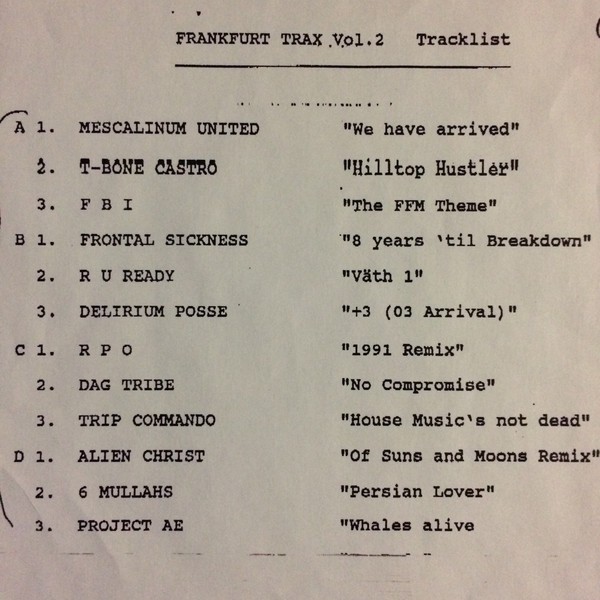 FRANKFURT TRAX Vol.2 Tracklist
A 1. MESCALINUM UNITED "We have arrived"
2. T-BONE CASTRO "Hilltop Hustler"
3. F B I "The FFM Theme"
B 1. FRONTAL SICKNESS "8 years 'til Breakdown"
2. R U READY "Väth 1"
3. DELIRIUM POSSE "+3 (03 Arrival)"
C 1. R P O "1991 Remix"
2. DAG TRIBE "No Compromise"
3. TRIP COMMANDO "House Music's not dead"
D 1. ALIEN CHRIST "Of Suns and Moons Remix"
2. 6 MULLAHS "Persian Lover"
3. PROJECT AE "Whales alive